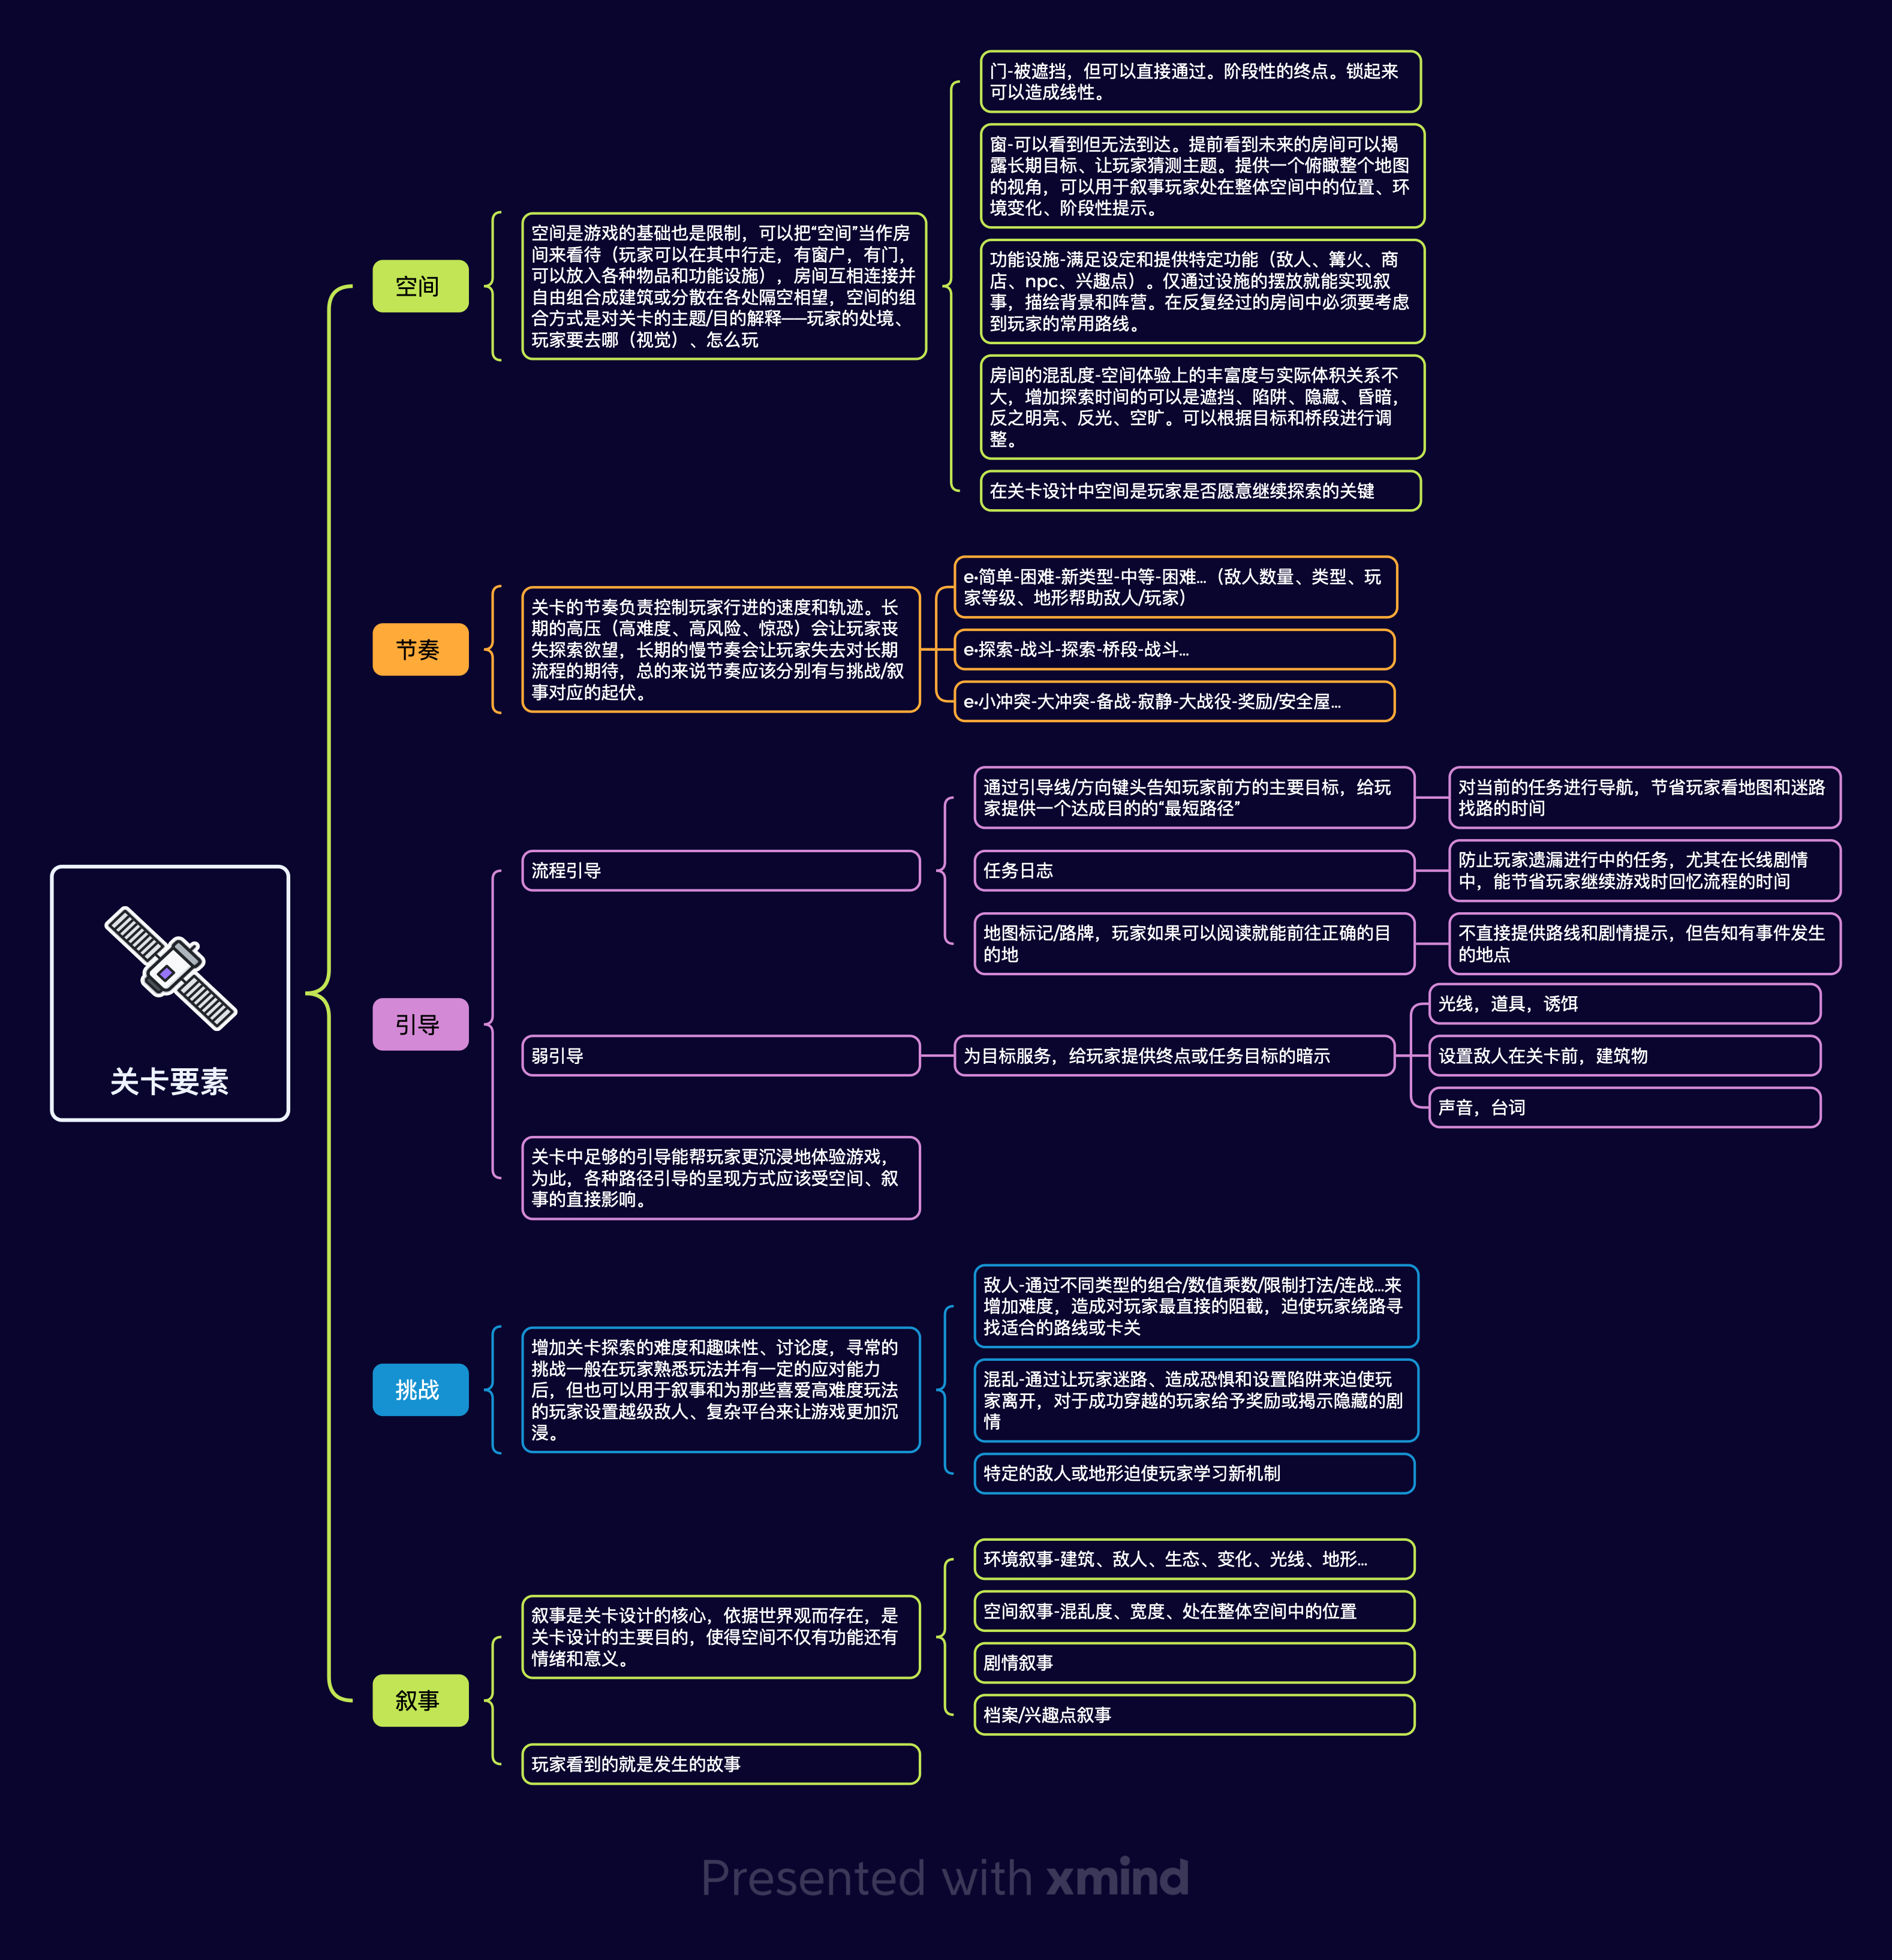 关卡要素
空间
空间是游戏的基础也是限制，可以把“空间”当作房
间来看待（玩家可以在其中行走，有窗户，有门，
可以放入各种物品和功能设施），房间互相连接并
自由组合成建筑或分散在各处隔空相望，空间的组
合方式是对关卡的主题/目的解释——玩家的处境、
玩家要去哪（视觉）、怎么玩
门-被遮挡，但可以直接通过。阶段性的终点。锁起来
可以造成线性。
窗-可以看到但无法到达。提前看到未来的房间可以揭
露长期目标、让玩家猜测主题。提供一个俯瞰整个地图
的视角，可以用于叙事玩家处在整体空间中的位置、环
境变化、阶段性提示。
功能设施-满足设定和提供特定功能（敌人、篝火、商
店、npc、兴趣点）。仅通过设施的摆放就能实现叙
事，描绘背景和阵营。在反复经过的房间中必须要考虑
到玩家的常用路线。
房间的混乱度-空间体验上的丰富度与实际体积关系不
大，增加探索时间的可以是遮挡、陷阱、隐藏、昏暗，
反之明亮、反光、空旷。可以根据目标和桥段进行调
整。
在关卡设计中空间是玩家是否愿意继续探索的关键
节奏
关卡的节奏负责控制玩家行进的速度和轨迹。长
期的高压（高难度、高风险、惊恐）会让玩家丧
失探索欲望，长期的慢节奏会让玩家失去对长期
流程的期待，总的来说节奏应该分别有与挑战/叙
事对应的起伏。
e·简单-困难-新类型-中等-困难...（敌人数量、类型、玩
家等级、地形帮助敌人/玩家）
e·探索-战斗-探索-桥段-战斗...
e·小冲突-大冲突-备战-寂静-大战役-奖励/安全屋...
引导
流程引导
通过引导线/方向键头告知玩家前方的主要目标，给玩
家提供一个达成目的的“最短路径”
对当前的任务进行导航，节省玩家看地图和迷路
找路的时间
任务日志
防止玩家遗漏进行中的任务，尤其在长线剧情
中，能节省玩家继续游戏时回忆流程的时间
地图标记/路牌，玩家如果可以阅读就能前往正确的目
的地
不直接提供路线和剧情提示，但告知有事件发生
的地点
弱引导
为目标服务，给玩家提供终点或任务目标的暗示
光线，道具，诱饵
设置敌人在关卡前，建筑物
声音，台词
关卡中足够的引导能帮玩家更沉浸地体验游戏，
为此，各种路径引导的呈现方式应该受空间、叙
事的直接影响。
挑战
增加关卡探索的难度和趣味性、讨论度，寻常的
挑战一般在玩家熟悉玩法并有一定的应对能力
后，但也可以用于叙事和为那些喜爱高难度玩法
的玩家设置越级敌人、复杂平台来让游戏更加沉
浸。
敌人-通过不同类型的组合/数值乘数/限制打法/连战...来
增加难度，造成对玩家最直接的阻截，迫使玩家绕路寻
找适合的路线或卡关
混乱-通过让玩家迷路、造成恐惧和设置陷阱来迫使玩
家离开，对于成功穿越的玩家给予奖励或揭示隐藏的剧
情
特定的敌人或地形迫使玩家学习新机制
叙事
叙事是关卡设计的核心，依据世界观而存在，是
关卡设计的主要目的，使得空间不仅有功能还有
情绪和意义。
环境叙事-建筑、敌人、生态、变化、光线、地形...
空间叙事-混乱度、宽度、处在整体空间中的位置
剧情叙事
档案/兴趣点叙事
玩家看到的就是发生的故事
Presented with xmind